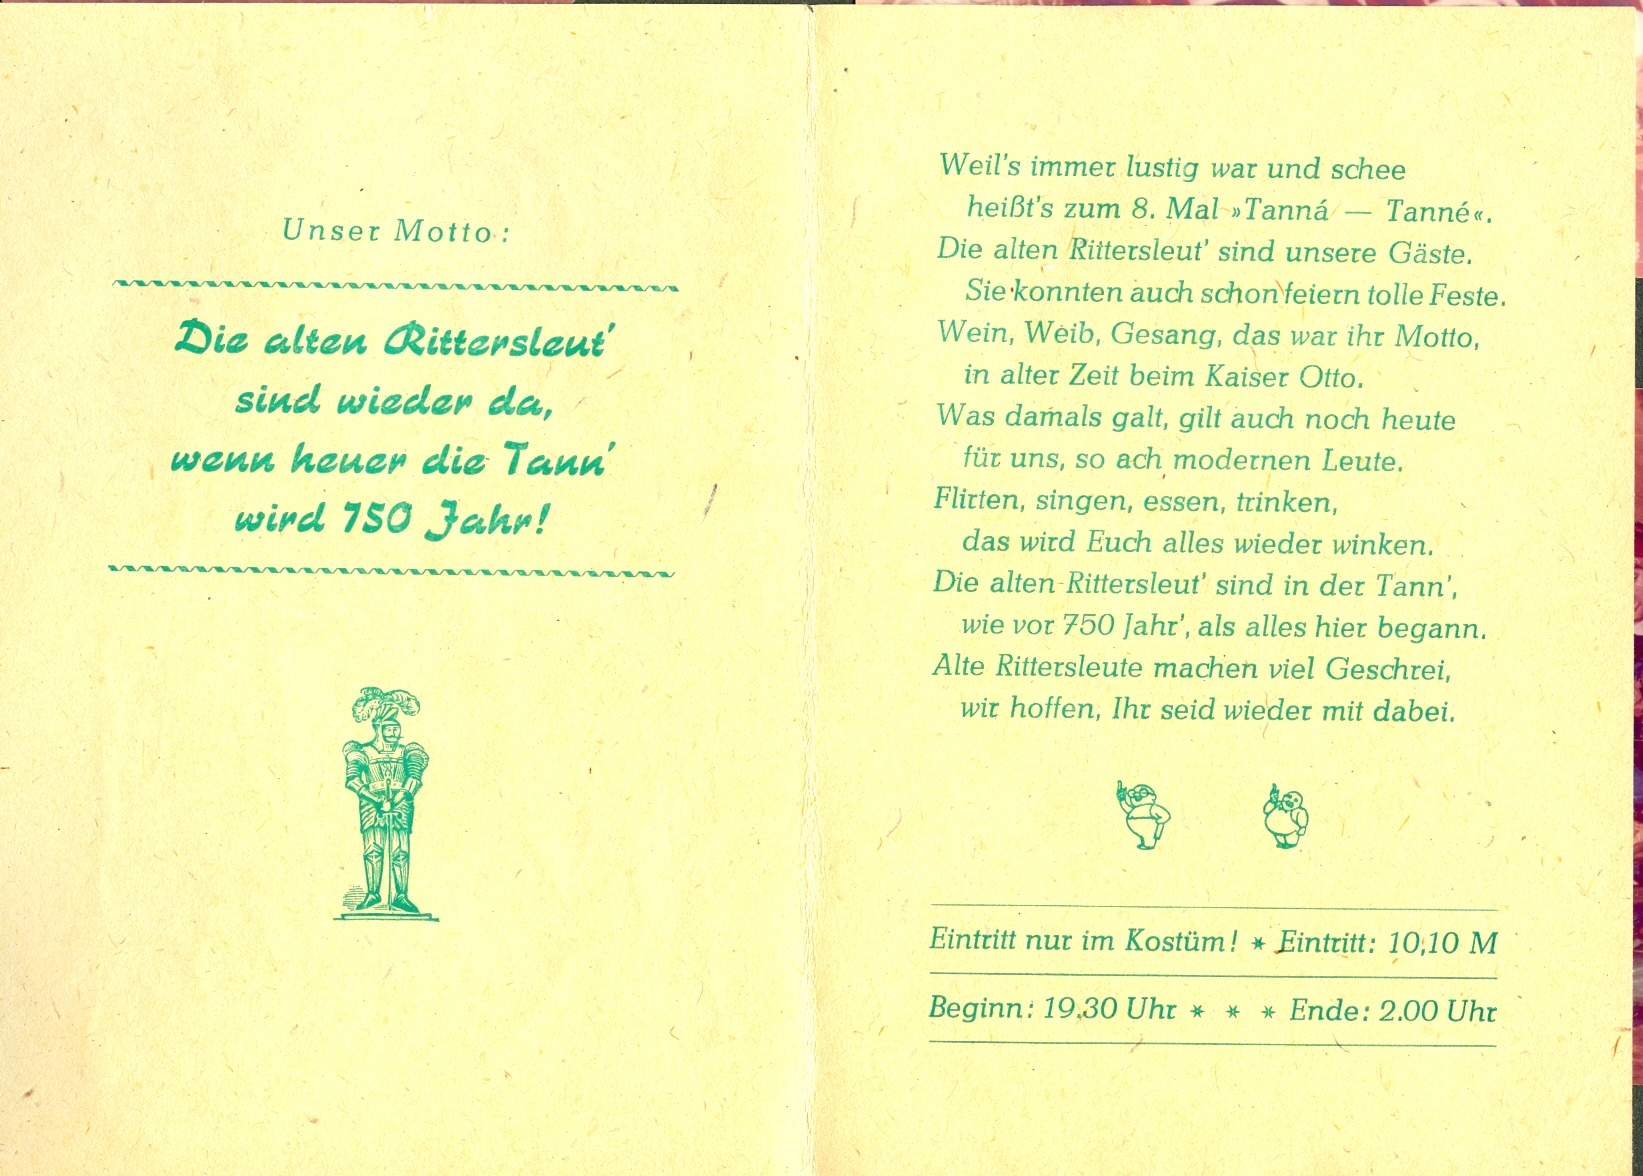 Unser Motto:
Die alten Rittersleut'
sind wieder da,
wenn heuer die Tann'
wird 750 Jahr!
Weil's immer lustig war und schee
heißt's zum 8. Mal »Tanná — Tanné«.
Die alten Rittersleut' sind unsere Gäste.
Sie konnten auch schon feiern tolle Feste.
Wein, Weib, Gesang, das war ihr Motto,
in alter Zeit beim Kaiser Otto.
Was damals galt, gilt auch noch heute
für uns, so ach modernen Leute.
Flirten, singen, essen, trinken,
das wird Euch alles wieder winken.
Die alten Rittersleut' sind in der Tann',
wie vor 750 Jahr', als alles hier begann.
Alte Rittersleute machen viel Geschrei,
wir hoffen, Ihr seid wieder mit dabei.
Eintritt nur im Kostüm! * Eintritt: 10,10 M
Beginn: 19.30 Uhr * * * Ende: 2.00 Uhr